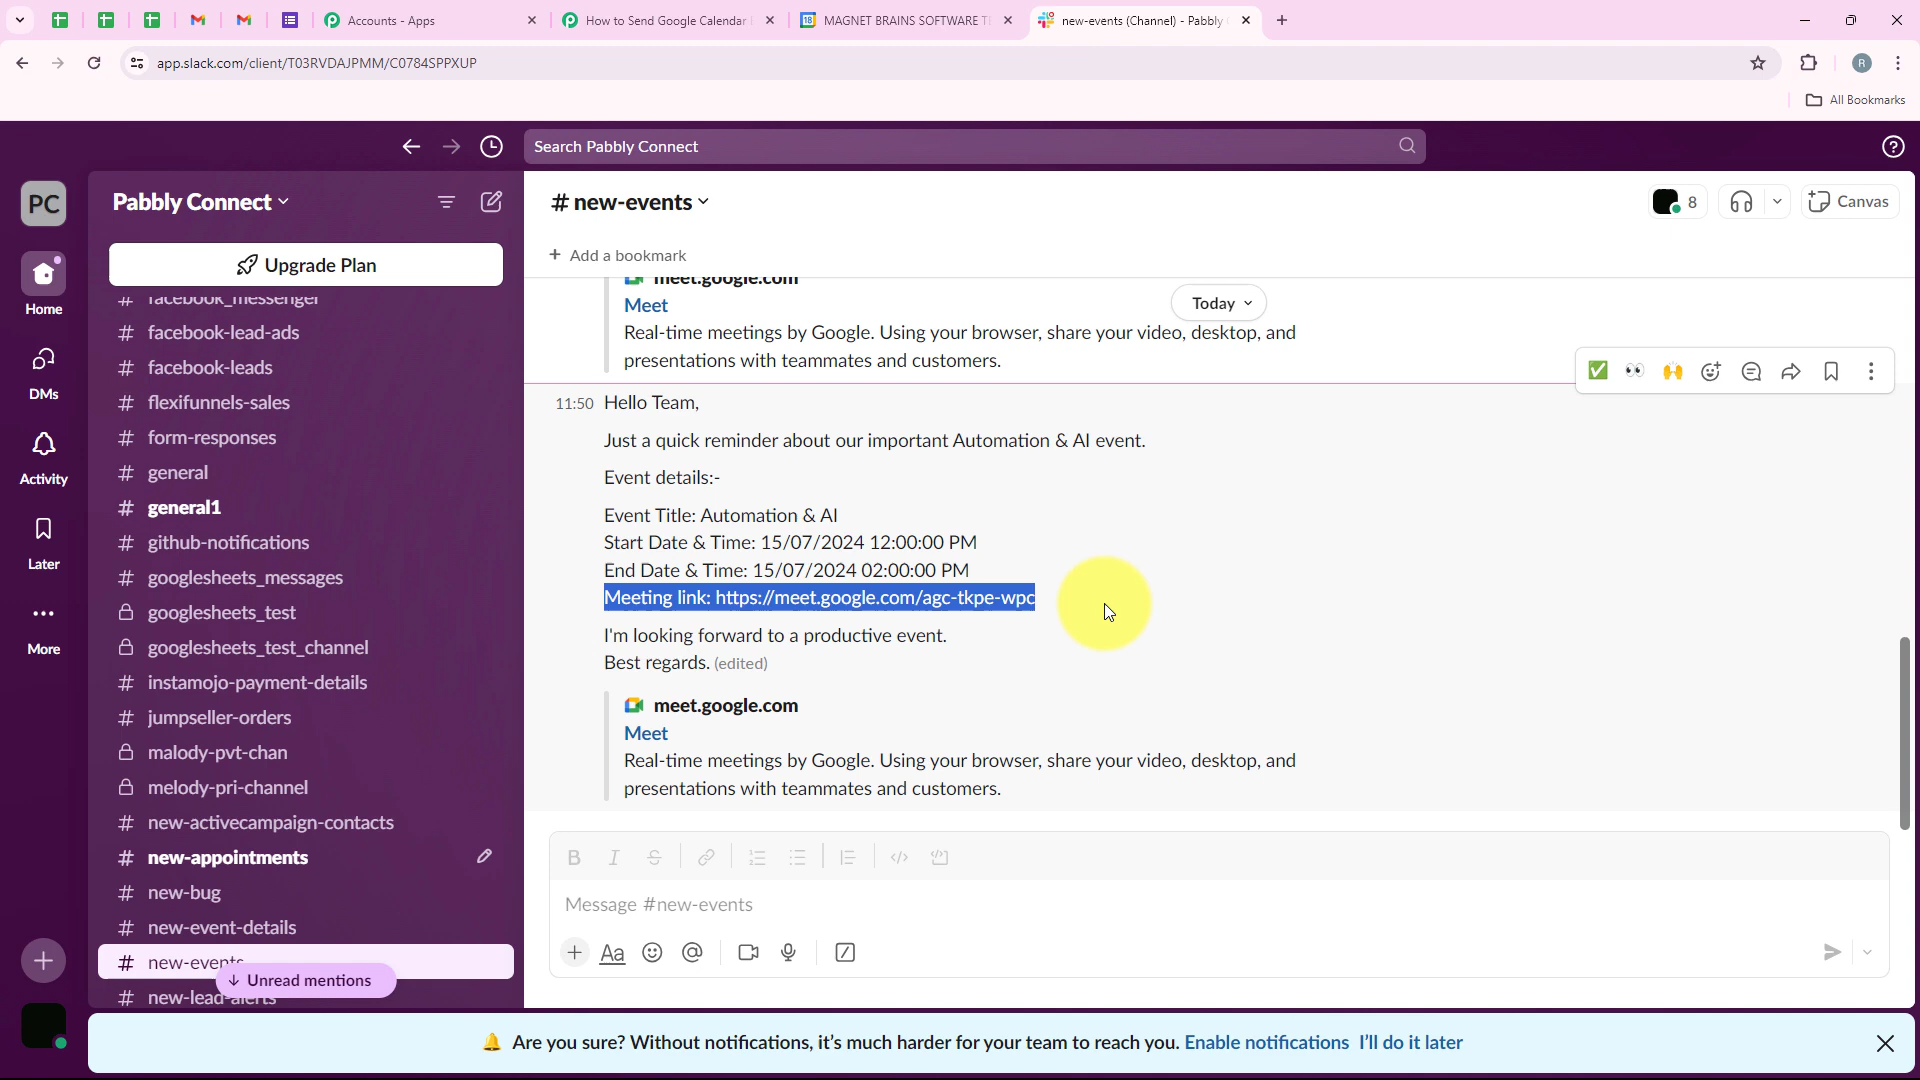 Accounts - Apps
How to Send Google Calendar
18
MAGNET BRAINS SOFTWARE T
new-events (Channel) - Pabbly
app.slack.com/client/T03RVDAJPMM/C0784SPPXUP
R
All Bookmarks
Search Pabbly Connect
PC
Home
DMs
Activity
Later
More
Pabbly Connect
Upgrade Plan
# facebook_messenger
# facebook-lead-ads
# facebook-leads
# flexifunnels-sales
# form-responses
# general
# general1
# github-notifications
# googlesheets_messages
googlesheets_test
googlesheets_test_channel
# instamojo-payment-details
# jumpseller-orders
malody-pvt-chan
melody-pri-channel
# new-activecampaign-contacts
# new-appointments
# new-bug
# new-event-details
# new-events
↓ Unread mentions
# new-lead-alerts
# new-events
8
Canvas
+ Add a bookmark
meet.google.com
Meet
Today
Real-time meetings by Google. Using your browser, share your video, desktop, and
presentations with teammates and customers.
11:50 Hello Team,
Just a quick reminder about our important Automation & AI event.
Event details:-
Event Title: Automation & AI
Start Date & Time: 15/07/2024 12:00:00 PM
End Date & Time: 15/07/2024 02:00:00 PM
Meeting link: https://meet.google.com/agc-tkpe-wpc
I'm looking forward to a productive event.
Best regards. (edited)
meet.google.com
Meet
Real-time meetings by Google. Using your browser, share your video, desktop, and
presentations with teammates and customers.
Message #new-events
Aa
Are you sure? Without notifications, it's much harder for your team to reach you. Enable notifications I'll do it later